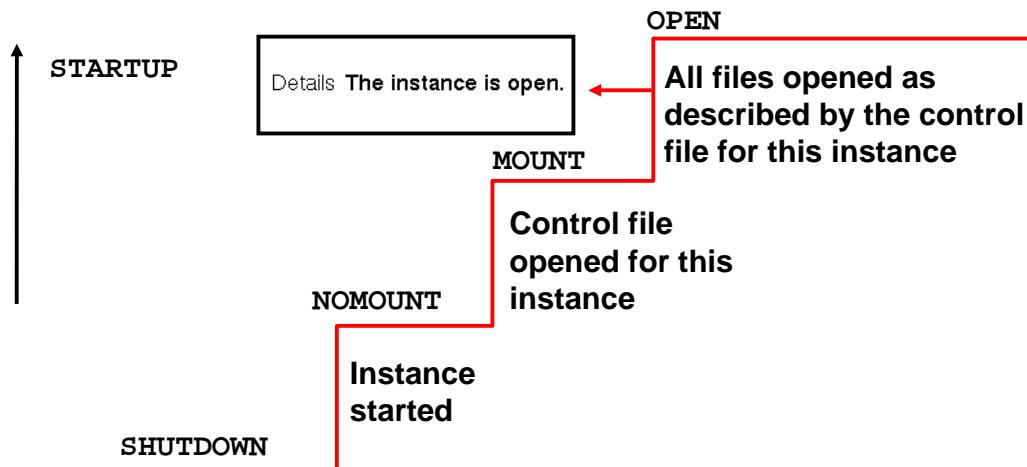 OPEN
STARTUP
Details The instance is open.
All files opened as
described by the control
file for this instance
MOUNT
Control file
opened for this
instance
NOMOUNT
Instance
started
SHUTDOWN